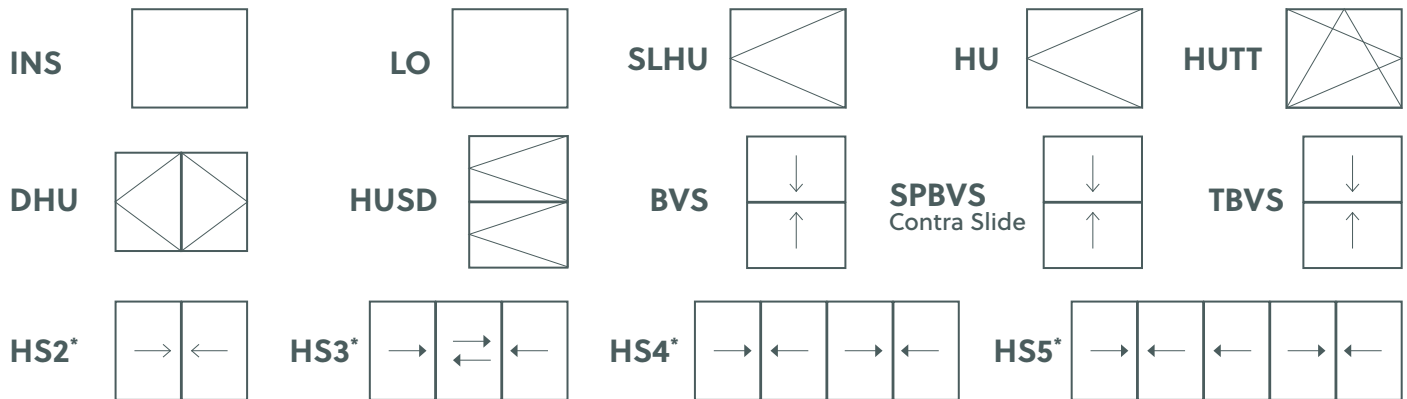 INS
LO
SLHU
HU
HUTT
DHU
HUSD
BVS
SPBVS
Contra Slide
TBVS
HS2*
HS3*
HS4*
HS5*